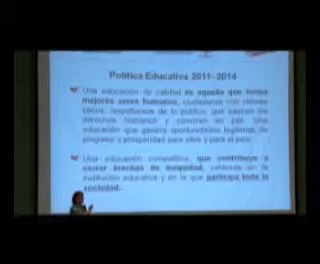 Política Educativa 2011- 2014
Una educación de calidad es aquella que forma
mejores seres humanos, ciudadanos con valores
éticos, respetuosos de lo público, que ejercen los
derechos humanos y conviven en paz. Una
educación que genera oportunidades legítimas de
progreso y prosperidad para ellos y para el país.
Una educación competitiva, que contribuye a
cerrar brechas de inequidad, centrada en la
institución educativa y en la que participa toda la
sociedad.